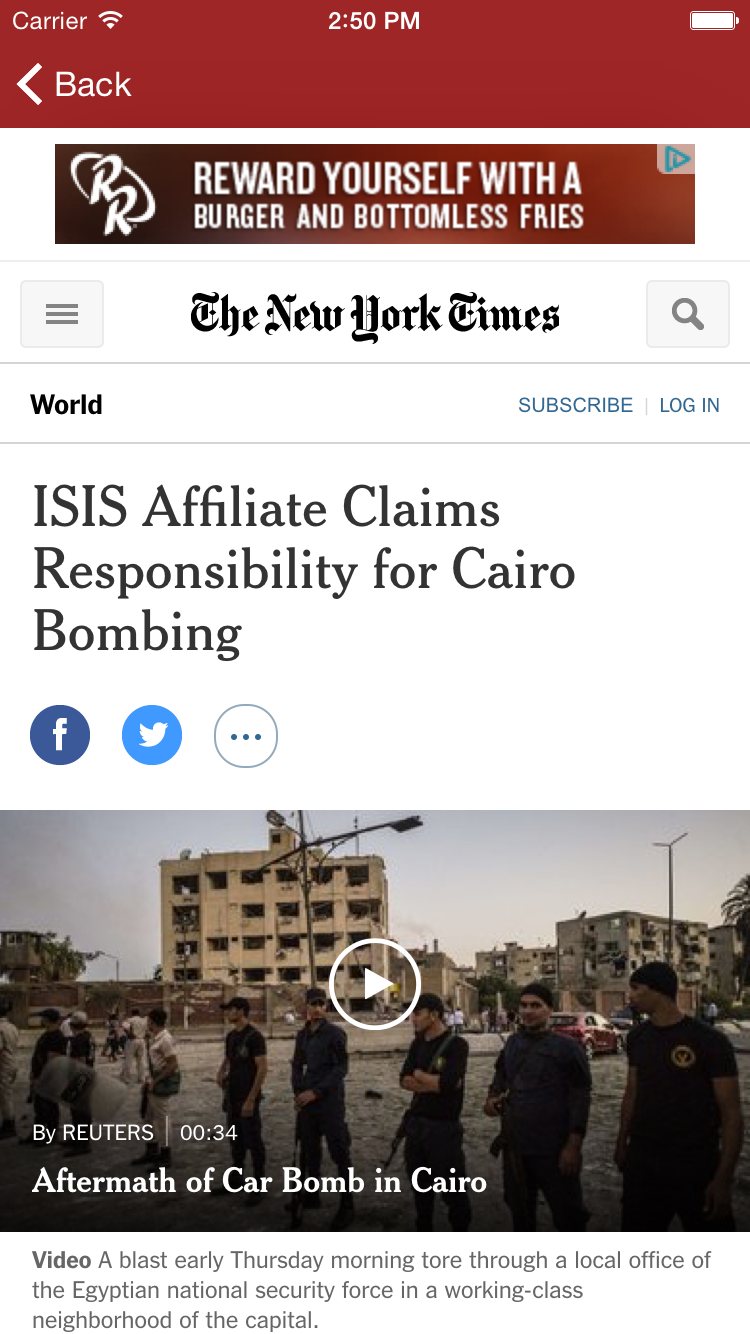 Carrier 2:50 PM
Back
RR
REWARD YOURSELF WITH A
BURGER AND BOTTOMLESS FRIES
The New York Times
World SUBSCRIBE | LOG IN
ISIS Affiliate Claims
Responsibility for Cairo
Bombing
By REUTERS | 00:34
Aftermath of Car Bomb in Cairo
Video A blast early Thursday morning tore through a local office of
the Egyptian national security force in a working-class
neighborhood of the capital.